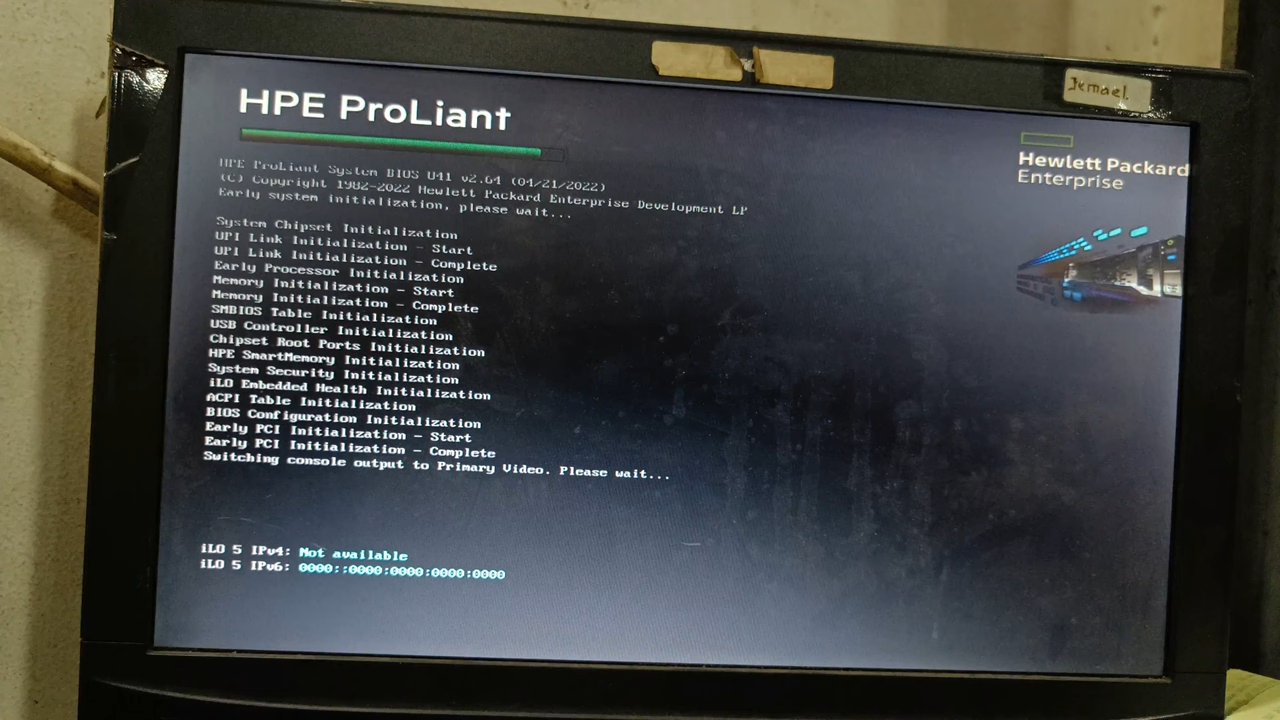 Jemael.
HPE ProLiant
Hewlett Packard
Enterprise
HPE ProLiant System BIOS U41 v2.64 (04/21/2022)
(C) Copyright 1982-2022 Hewlett Packard Enterprise Development LP
Early system initialization, please wait...
System Chipset Initialization
UPI Link Initialization - Start
UPI Link Initialization - Complete
Early Processor Initialization
Memory Initialization - Start
Memory Initialization - Complete
SMBIOS Table Initialization
USB Controller Initialization
Chipset Root Ports Initialization
HPE SmartMemory Initialization
System Security Initialization
iLO Embedded Health Initialization
ACPI Table Initialization
BIOS Configuration Initialization
Early PCI Initialization - Start
Early PCI Initialization - Complete
Switching console output to Primary Video. Please wait...
iLO 5 IPv4: Not available
iLO 5 IPv6: 0000::0000:0000:0000:0000